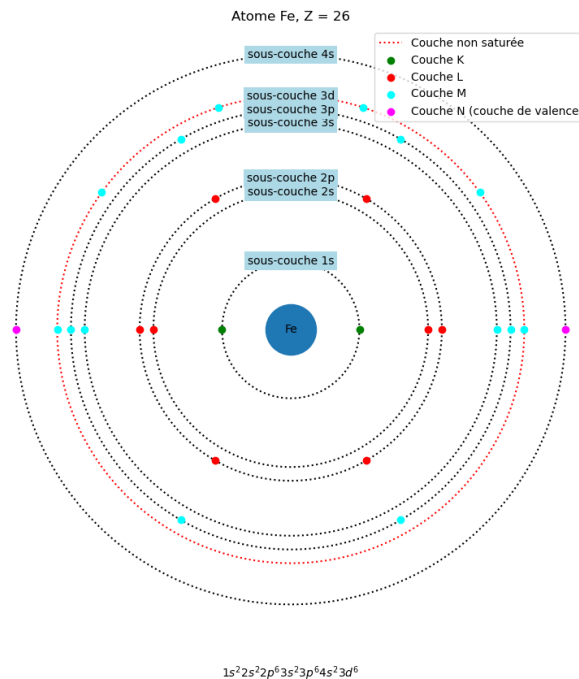 Atome Fe, Z = 26
Couche non saturée
Couche K
Couche L
Couche M
Couche N (couche de valence
sous-couche 4s
sous-couche 3d
sous-couche 3p
sous-couche 3s
sous-couche 2p
sous-couche 2s
sous-couche 1s
Fe
1s²2s²2p⁶3s²3p⁶4s²3d⁶